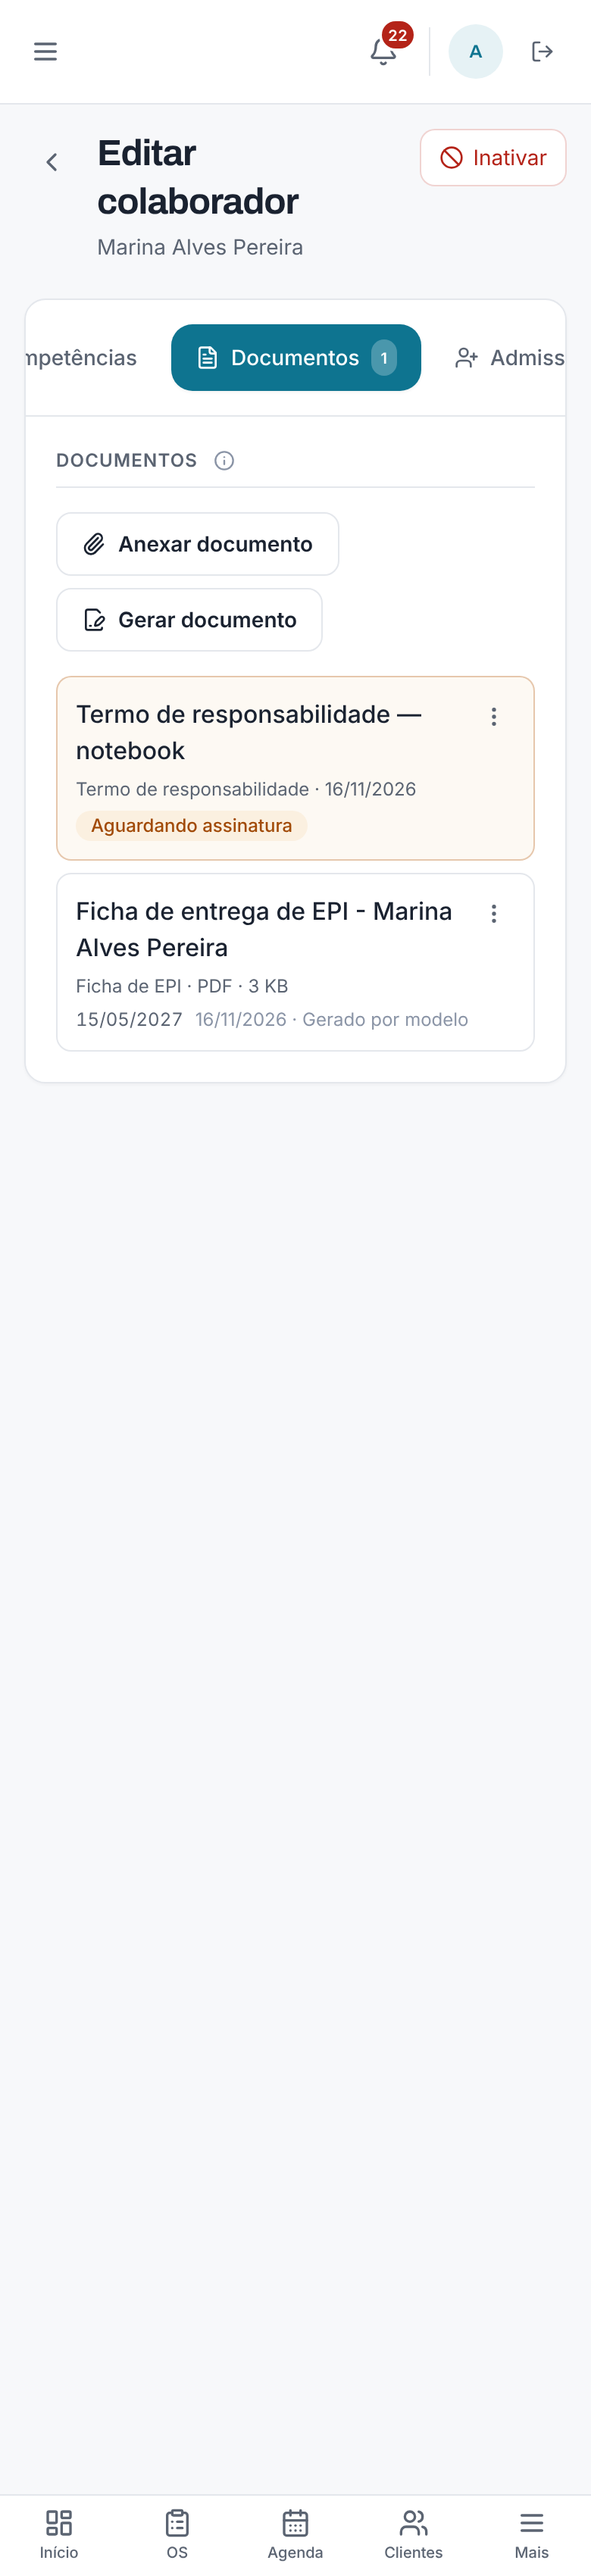 22
A
Editar
colaborador
Inativar
Marina Alves Pereira
mpetências
Documentos 1
Admiss
DOCUMENTOS
Anexar documento
Gerar documento
Termo de responsabilidade —
notebook
Termo de responsabilidade · 16/11/2026
Aguardando assinatura
Ficha de entrega de EPI - Marina
Alves Pereira
Ficha de EPI · PDF · 3 KB
15/05/2027 16/11/2026 · Gerado por modelo
Início
OS
Agenda
Clientes
Mais